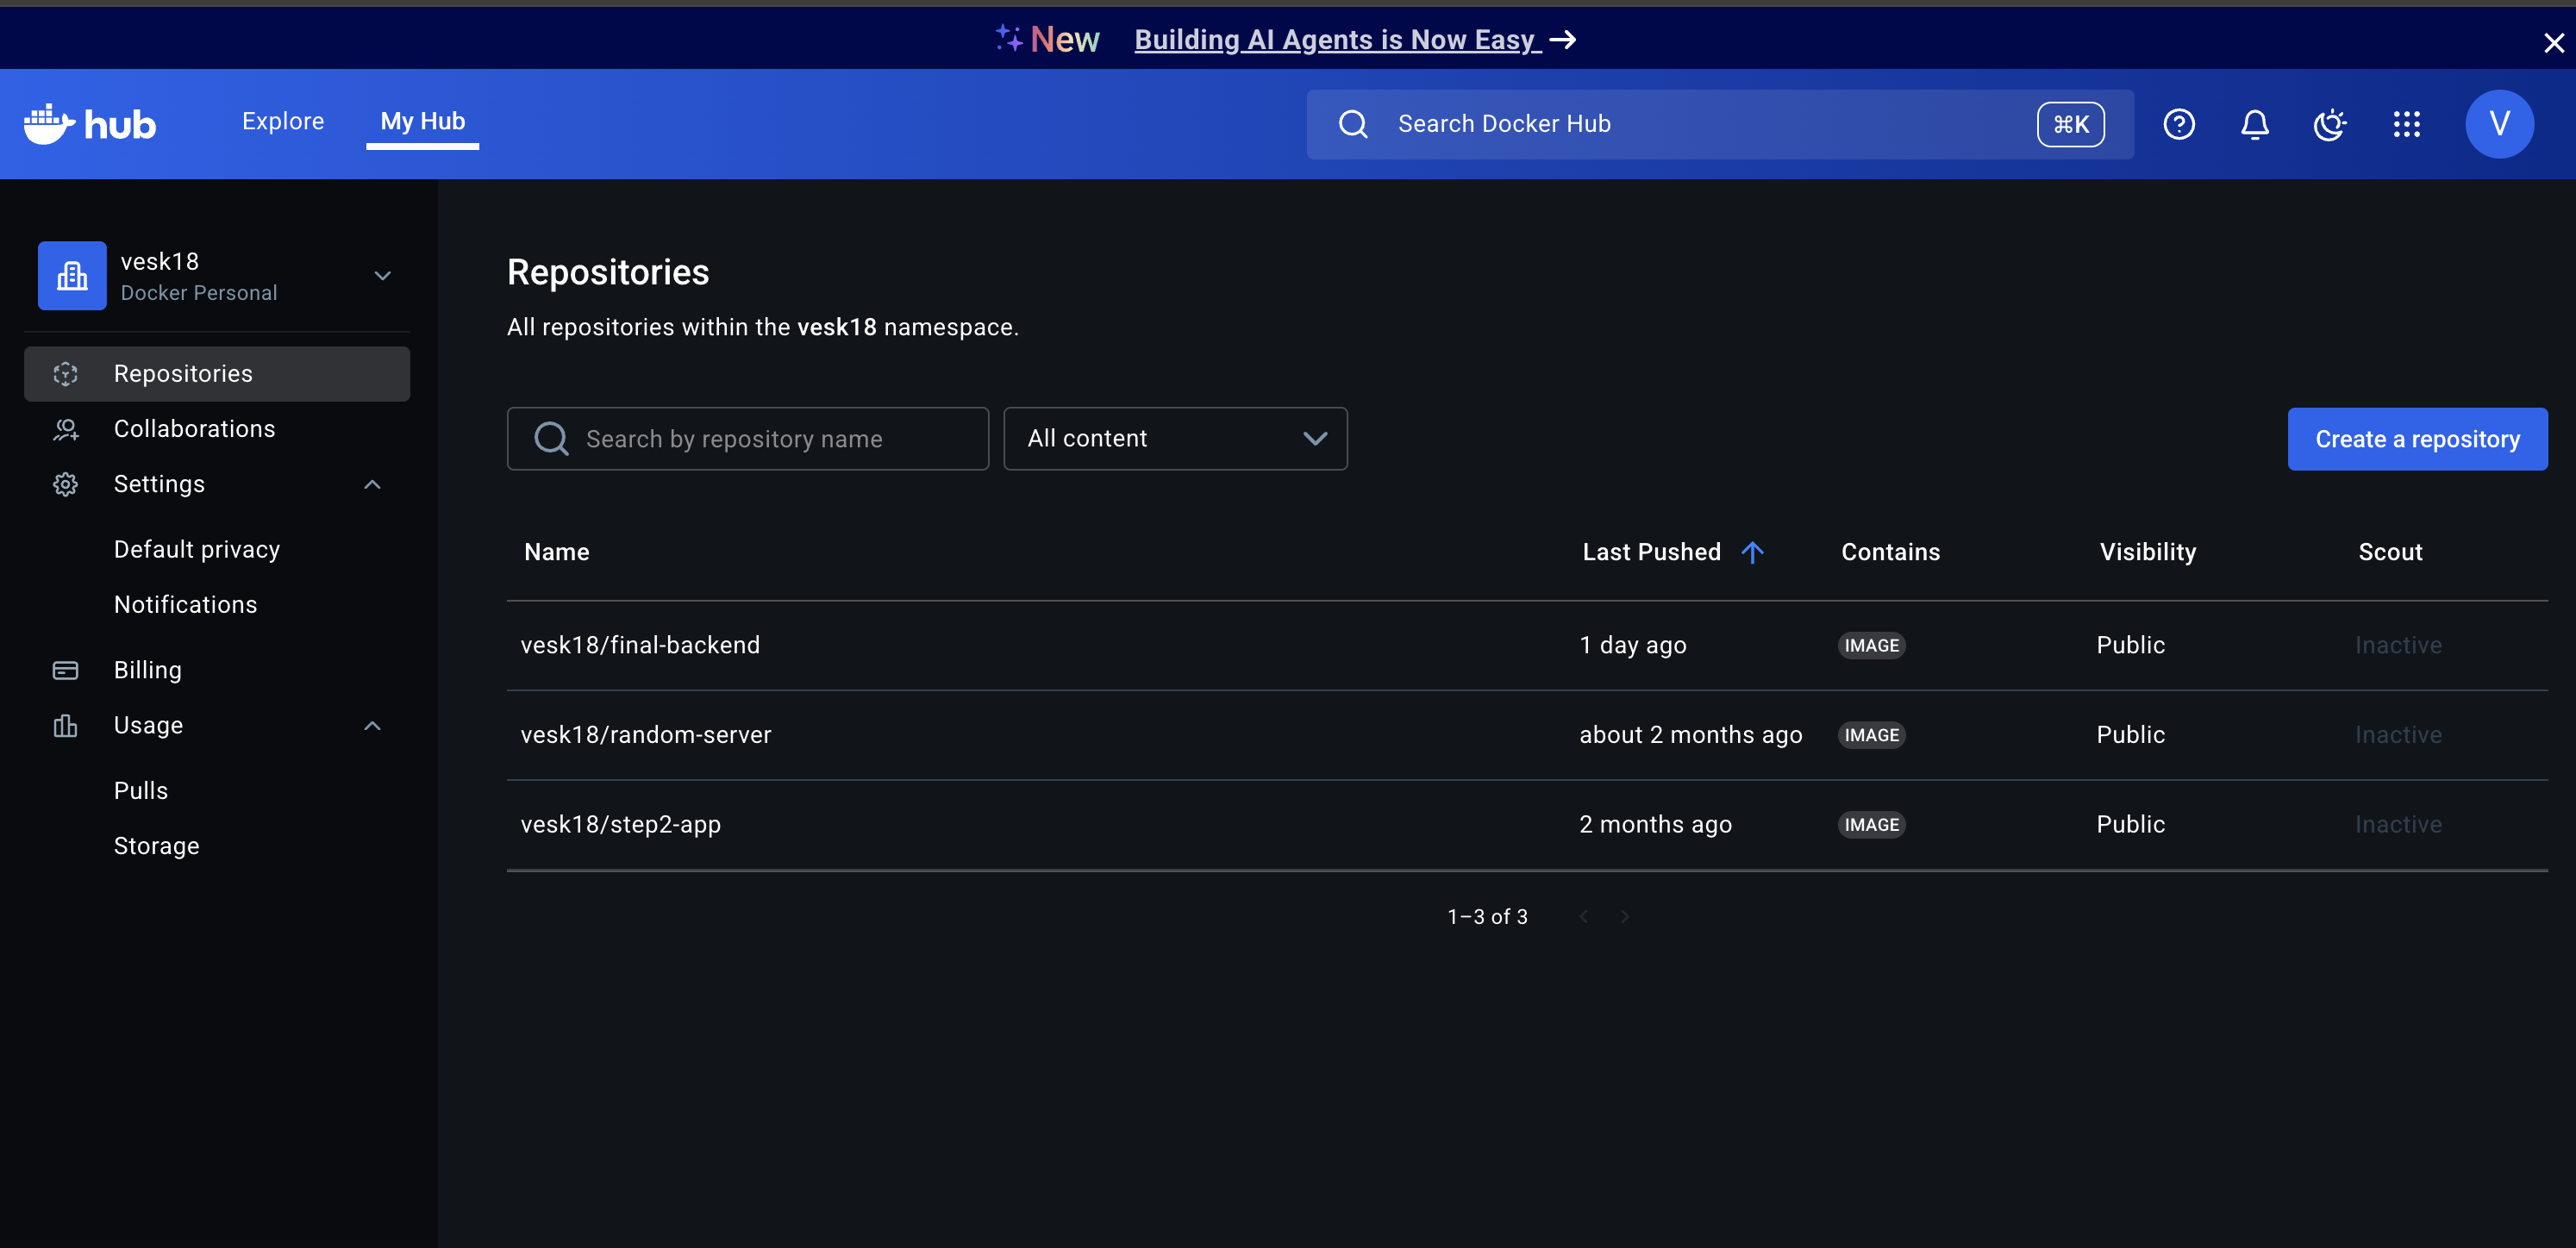 New Building AI Agents is Now Easy →
hub Explore My Hub Search Docker Hub ⌘K V
vesk18
Docker Personal
Repositories
Collaborations
Settings
Default privacy
Notifications
Billing
Usage
Pulls
Storage
Repositories
All repositories within the vesk18 namespace.
Search by repository name All content Create a repository
Name Last Pushed Contains Visibility Scout
vesk18/final-backend 1 day ago IMAGE Public Inactive
vesk18/random-server about 2 months ago IMAGE Public Inactive
vesk18/step2-app 2 months ago IMAGE Public Inactive
1–3 of 3